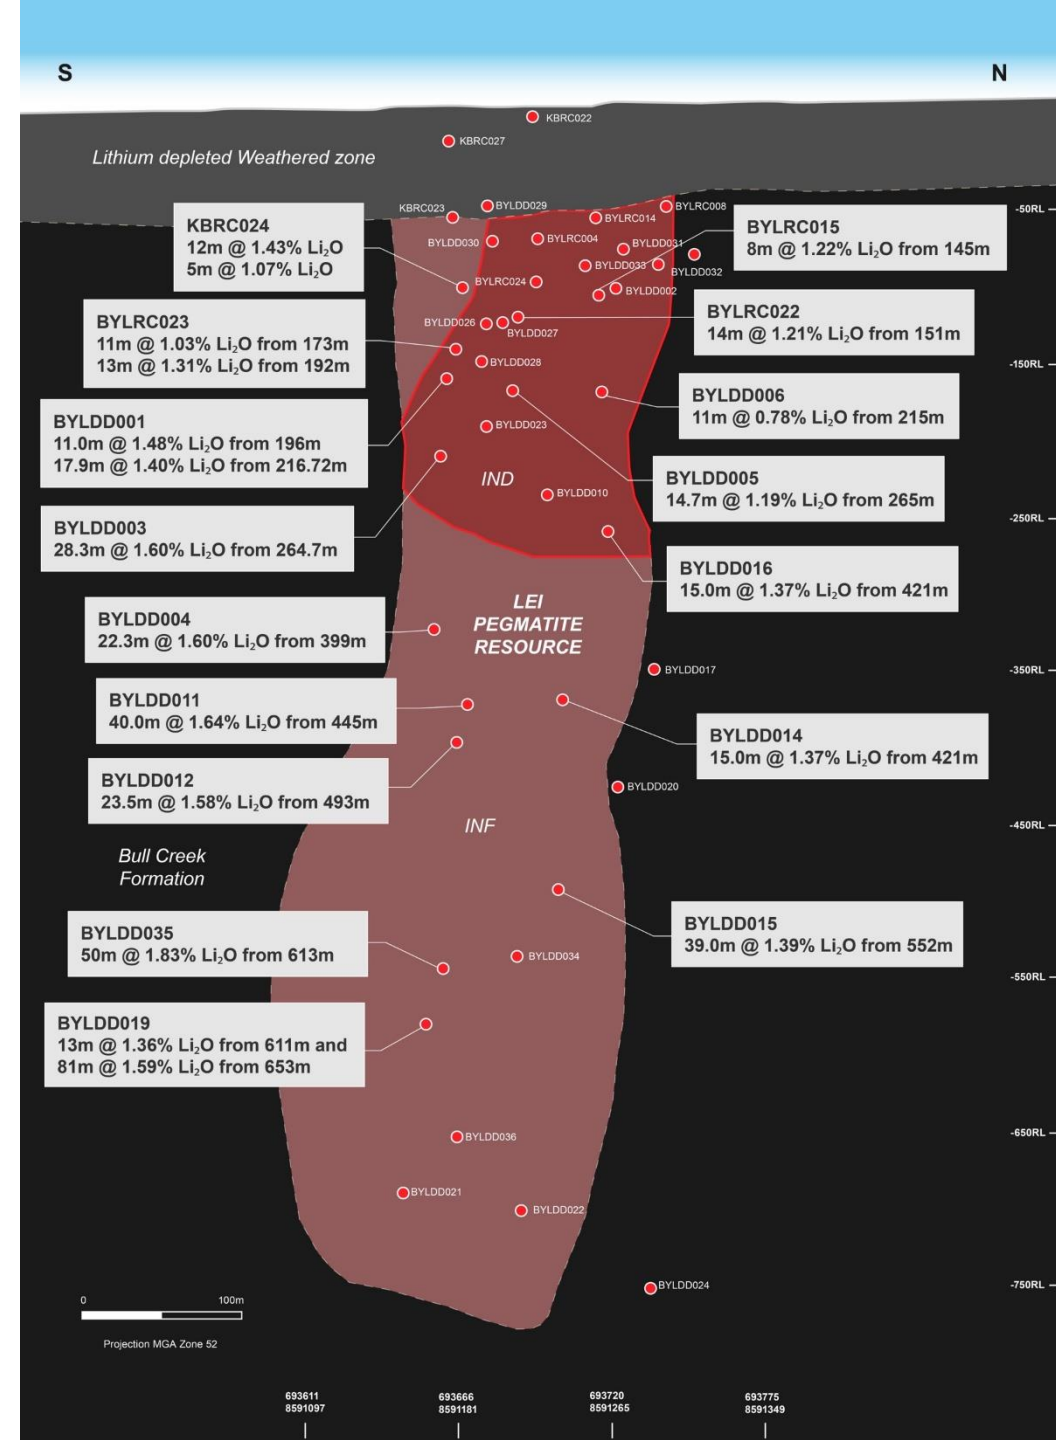 S
N
KBRC022
KBRC027
Lithium depleted Weathered zone
KBRC023
BYLDD029
BYLRC014
BYLRC008
-50RL
KBRC024
12m @ 1.43% Li₂O
5m @ 1.07% Li₂O
BYLDD030
BYLRC004
BYLDD031
BYLDD033
BYLDD032
BYLRC015
8m @ 1.22% Li₂O from 145m
BYLRC024
BYLDD002
BYLRC023
11m @ 1.03% Li₂O from 173m
13m @ 1.31% Li₂O from 192m
BYLDD026
BYLDD027
BYLRC022
14m @ 1.21% Li₂O from 151m
BYLDD028
-150RL
BYLDD001
11.0m @ 1.48% Li₂O from 196m
17.9m @ 1.40% Li₂O from 216.72m
BYLDD006
11m @ 0.78% Li₂O from 215m
BYLDD023
IND
BYLDD010
BYLDD005
14.7m @ 1.19% Li₂O from 265m
BYLDD003
28.3m @ 1.60% Li₂O from 264.7m
-250RL
BYLDD016
15.0m @ 1.37% Li₂O from 421m
LEI
PEGMATITE
RESOURCE
BYLDD004
22.3m @ 1.60% Li₂O from 399m
BYLDD017
-350RL
BYLDD011
40.0m @ 1.64% Li₂O from 445m
BYLDD014
15.0m @ 1.37% Li₂O from 421m
BYLDD012
23.5m @ 1.58% Li₂O from 493m
BYLDD020
INF
-450RL
Bull Creek
Formation
BYLDD035
50m @ 1.83% Li₂O from 613m
BYLDD015
39.0m @ 1.39% Li₂O from 552m
BYLDD034
-550RL
BYLDD019
13m @ 1.36% Li₂O from 611m and
81m @ 1.59% Li₂O from 653m
BYLDD036
-650RL
BYLDD021
BYLDD022
BYLDD024
-750RL
0 100m
Projection MGA Zone 52
693611
8591097
693666
8591181
693720
8591265
693775
8591349